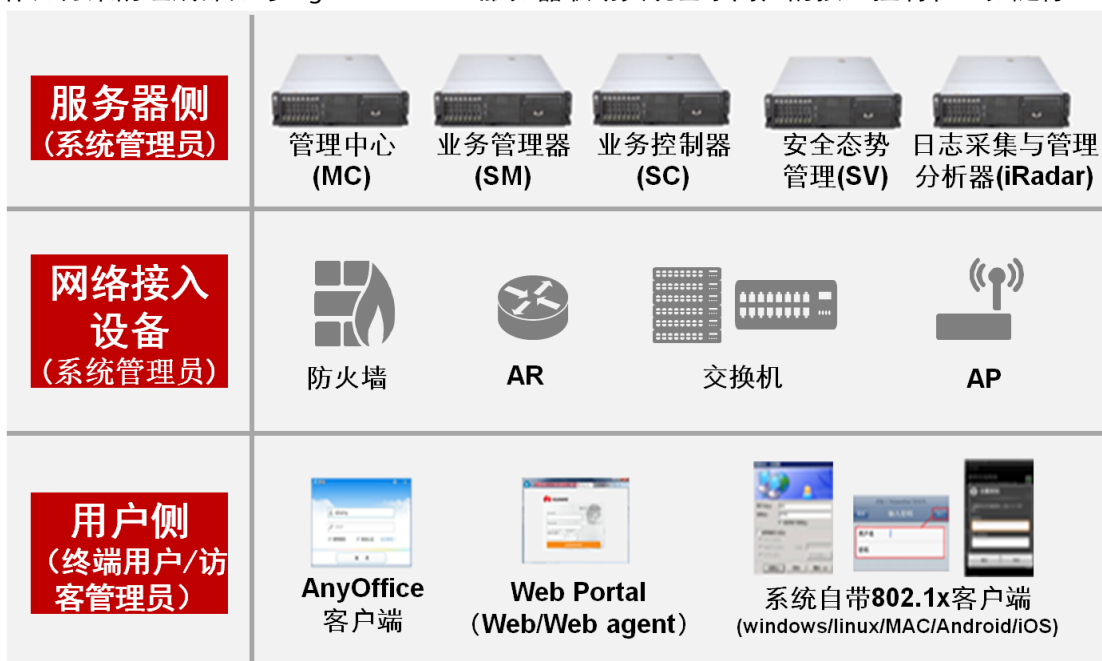 服务器侧
(系统管理员)
管理中心
(MC)
业务管理器
(SM)
业务控制器
(SC)
安全态势
管理(SV)
日志采集与管理
分析器(iRadar)
网络接入
设备
(系统管理员)
防火墙
AR
交换机
AP
用户侧
（终端用户/访
客管理员）
AnyOffice
客户端
Web Portal
（Web/Web agent）
系统自带802.1x客户端
(windows/linux/MAC/Android/iOS)